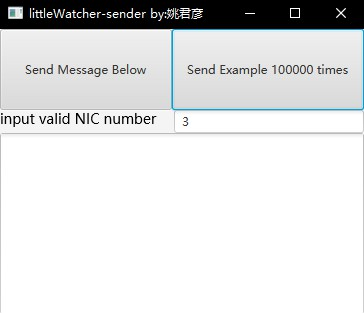 littleWatcher-sender by:姚君彦
Send Message Below
Send Example 100000 times
input valid NIC number
3